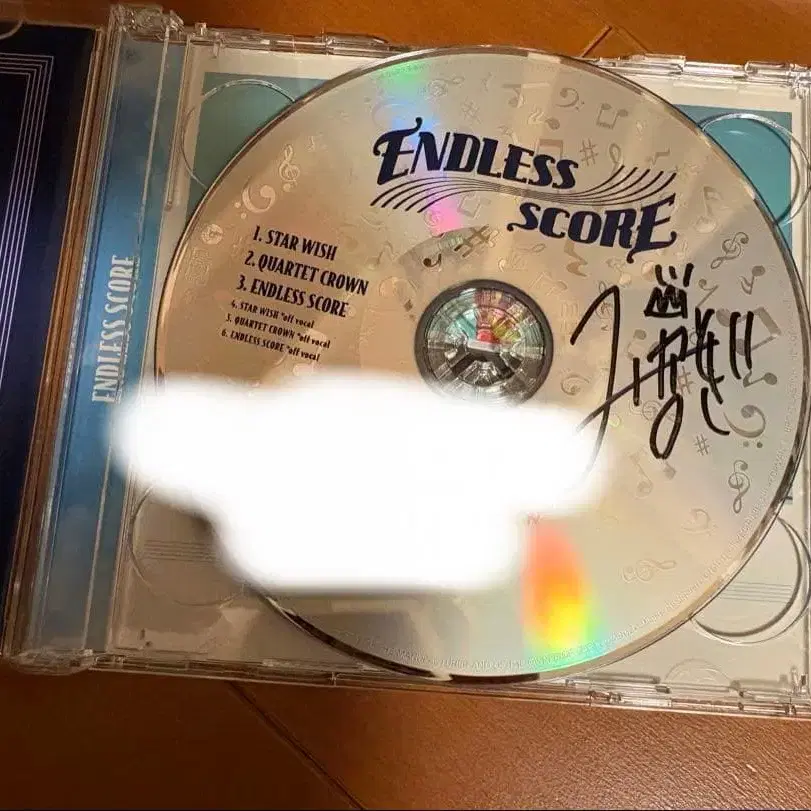 ENDLESS
SCORE
1. STAR WISH
2. QUARTET CROWN
3. ENDLESS SCORE
4. STAR WISH *off vocal
5. QUARTET CROWN *off vocal
6. ENDLESS SCORE *off vocal
ENDLESS SCORE